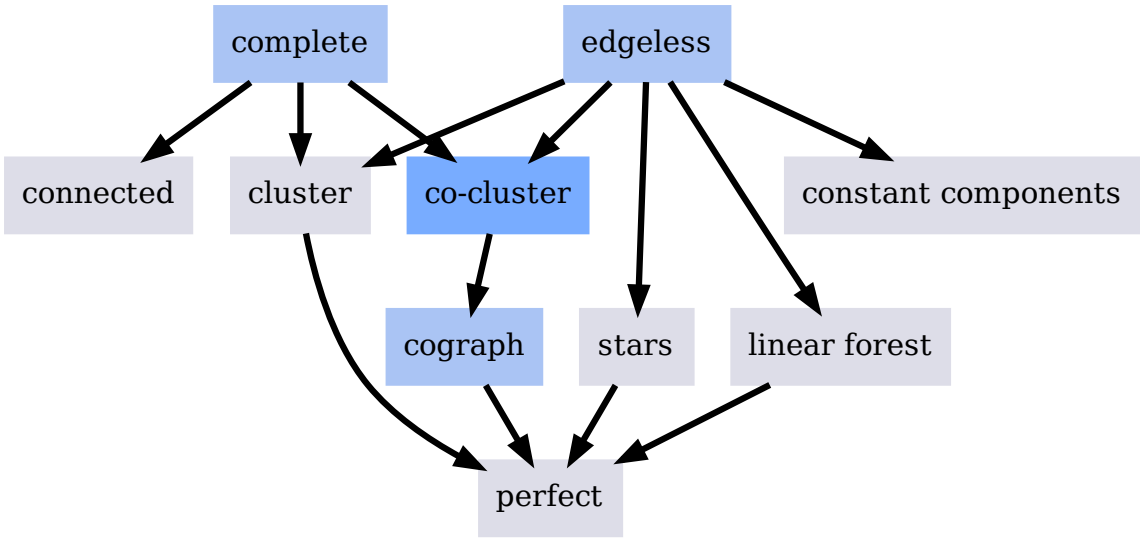 complete
edgeless
connected
cluster
co-cluster
constant components
cograph
stars
linear forest
perfect